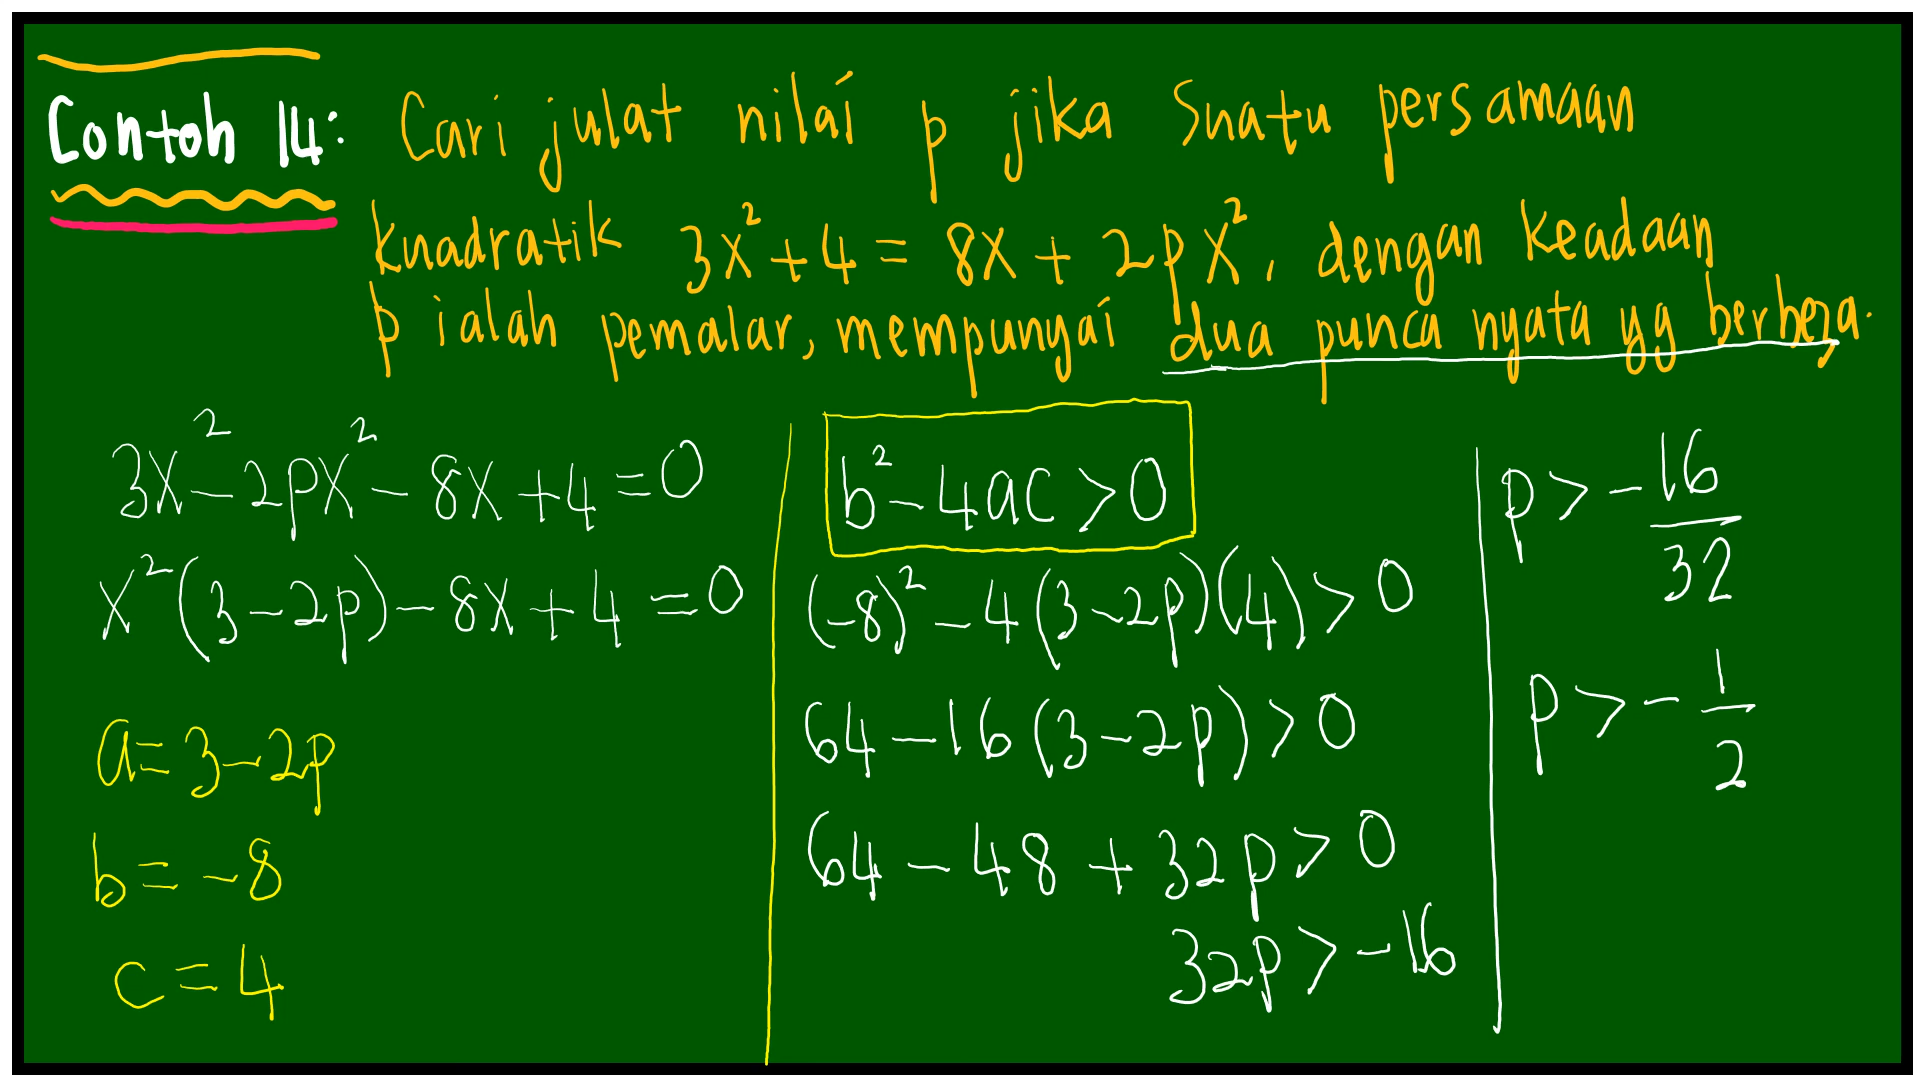 Contoh 14: Cari julat nilai p jika suatu persamaan
kuadratik 3x² + 4 = 8x + 2px², dengan keadaan
p ialah pemalar, mempunyai dua punca nyata yg berbeza.
3x² - 2px² - 8x + 4 = 0
x²(3 - 2p) - 8x + 4 = 0
a = 3 - 2p
b = -8
c = 4
b² - 4ac > 0
(-8)² - 4(3 - 2p)(4) > 0
64 - 16(3 - 2p) > 0
64 - 48 + 32p > 0
32p > -16
p > -16/32
p > -1/2